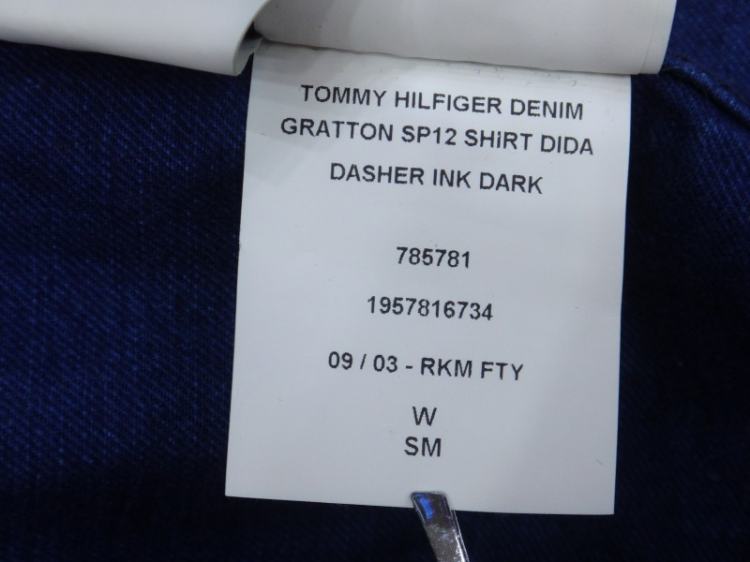 TOMMY HILFIGER DENIM
GRATTON SP12 SHiRT DIDA
DASHER INK DARK
785781
1957816734
09 / 03 - RKM FTY
W
SM